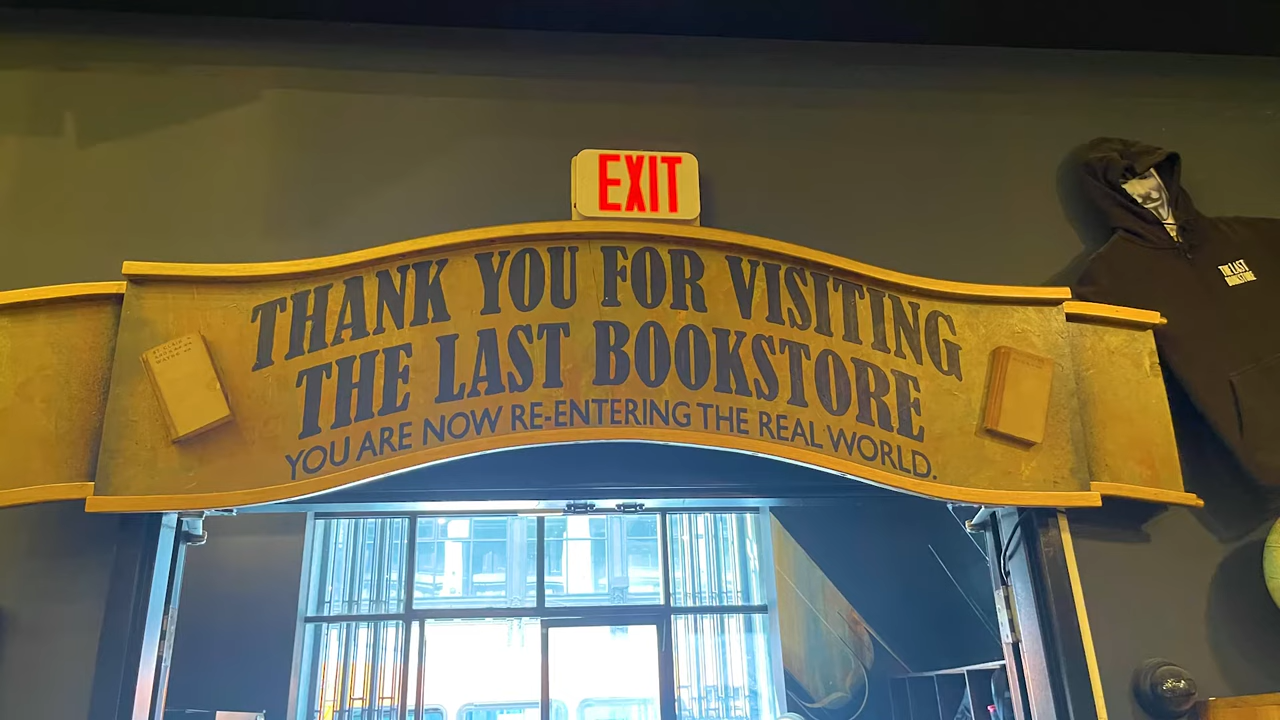 EXIT
THANK YOU FOR VISITING
THE LAST BOOKSTORE
YOU ARE NOW RE-ENTERING THE REAL WORLD.
THE LAST
BOOKSTORE